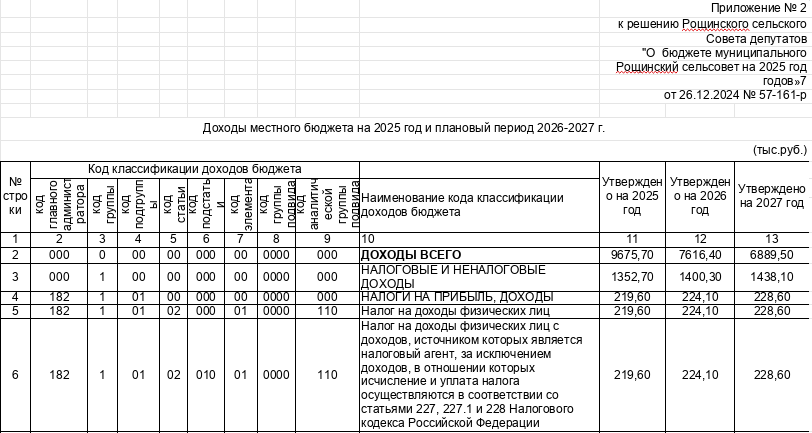 Приложение № 2
к решению Рощинского сельского
Совета депутатов
"О бюджете муниципального
Рощинский сельсовет на 2025 год
годов»7
от 26.12.2024 № 57-161-р
Доходы местного бюджета на 2025 год и плановый период 2026-2027 г.
(тыс.руб.)
№ стро ки
Код классификации доходов бюджета
код главного админист ратора
код группы
код подгрупп ы
код статьи
код подстать и
код элемента
код группы подвида
код аналитич еской группы подвида
Наименование кода классификации
доходов бюджета
Утвержден о на 2025 год
Утвержден о на 2026 год
Утверждено на 2027 год
1 2 3 4 5 6 7 8 9 10 11 12 13
2 000 0 00 00 000 00 0000 000 ДОХОДЫ ВСЕГО 9675,70 7616,40 6889,50
3 000 1 00 00 000 00 0000 000 НАЛОГОВЫЕ И НЕНАЛОГОВЫЕ
ДОХОДЫ 1352,70 1400,30 1438,10
4 182 1 01 00 000 00 0000 000 НАЛОГИ НА ПРИБЫЛЬ, ДОХОДЫ 219,60 224,10 228,60
5 182 1 01 02 000 01 0000 110 Налог на доходы физических лиц 219,60 224,10 228,60
6 182 1 01 02 010 01 0000 110 Налог на доходы физических лиц с
доходов, источником которых является
налоговый агент, за исключением
доходов, в отношении которых
исчисление и уплата налога
осуществляются в соответствии со
статьями 227, 227.1 и 228 Налогового
кодекса Российской Федерации 219,60 224,10 228,60